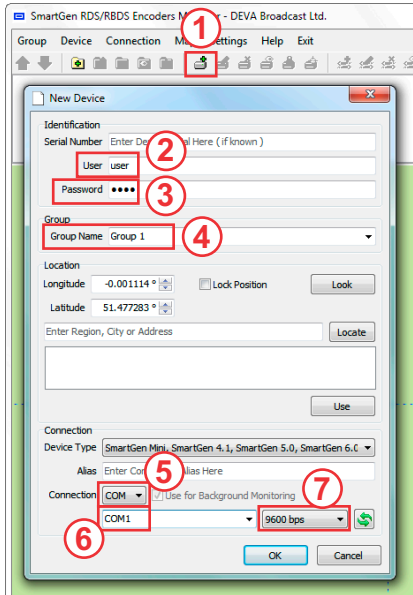 SmartGen RDS/RBDS Encoders M DEVA Broadcast Ltd.
1
Group Device Connection Settings Help Exit
New Device
Identification
Serial Number Enter De Here ( if known )
2
User user
Password ●●●●
3
Group
Group Name Group 1
4
Location
Longitude -0.001114 ° Lock Position Look
Latitude 51.477283 °
Enter Region, City or Address Locate
Use
Connection
Device Type SmartGen Mini, SmartGen 4.1, SmartGen 5.0, SmartGen 6.0
Alias Enter Alias Here
5
7
Connection COM Use for Background Monitoring
COM1 9600 bps
6
OK Cancel